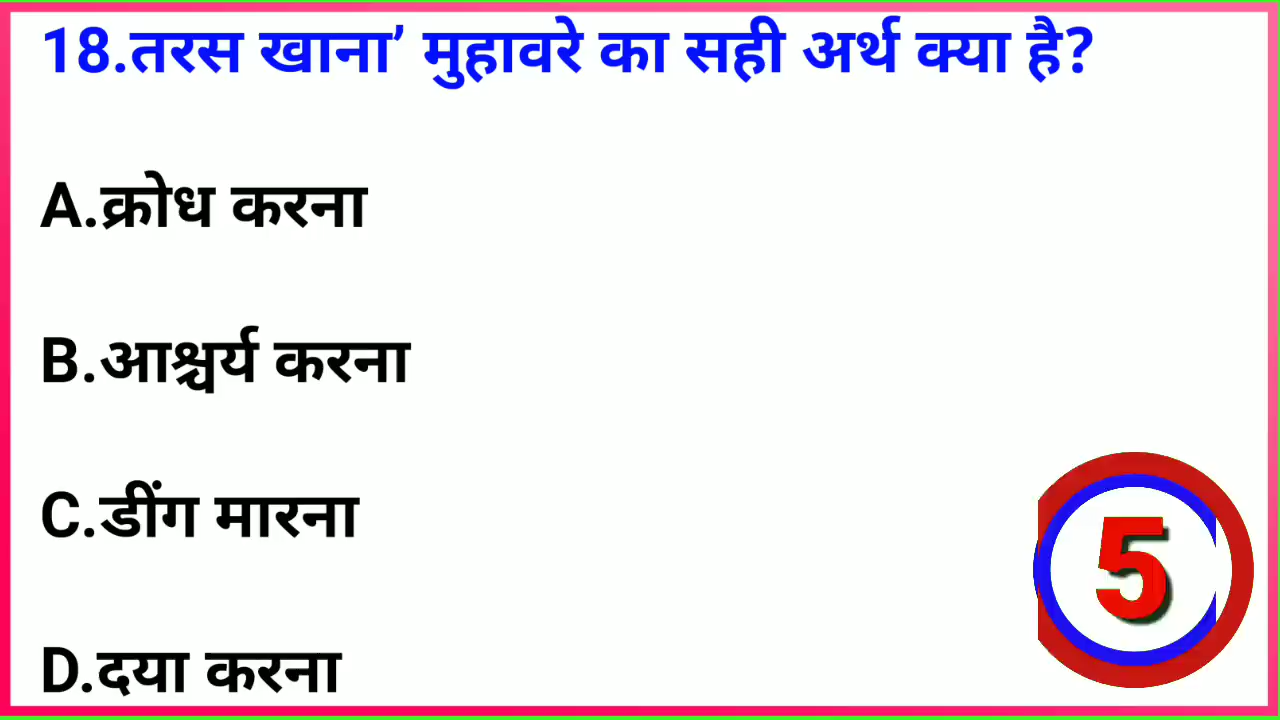 18.तरस खाना’ मुहावरे का सही अर्थ क्या है?
A.क्रोध करना
B.आश्चर्य करना
C.डींग मारना
D.दया करना
5